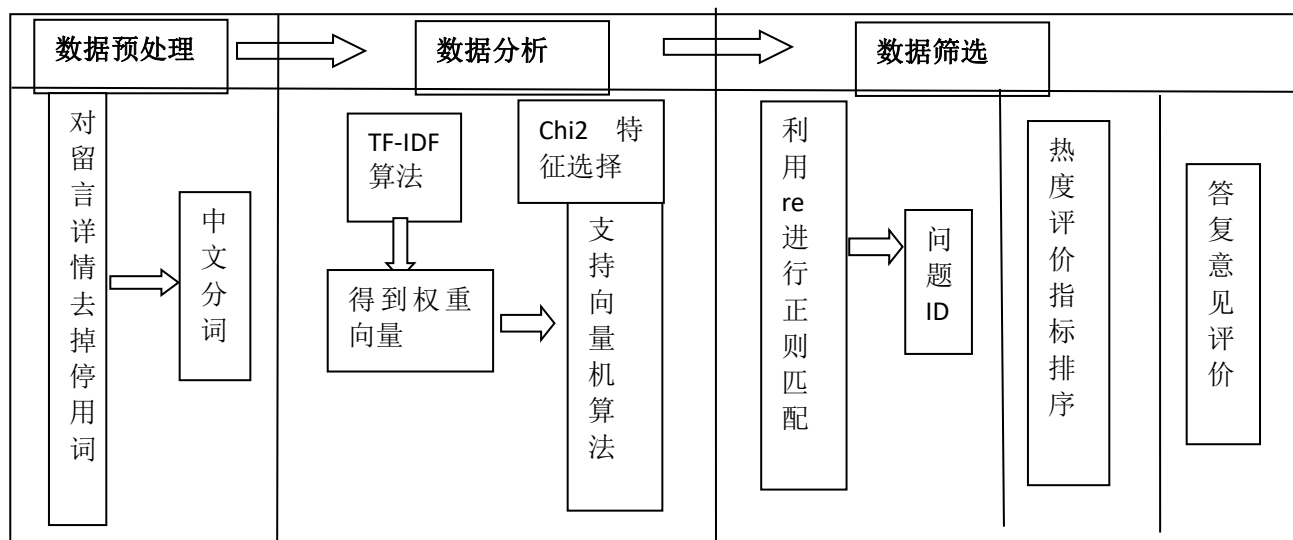 数据预处理
数据分析
数据筛选
对留言详情去掉停用词
中文分词
TF-IDF
算法
得到权重
向量
Chi2 特
征选择
支持向量机算法
利用re进行正则匹配
问题ID
热度评价指标排序
答复意见评价